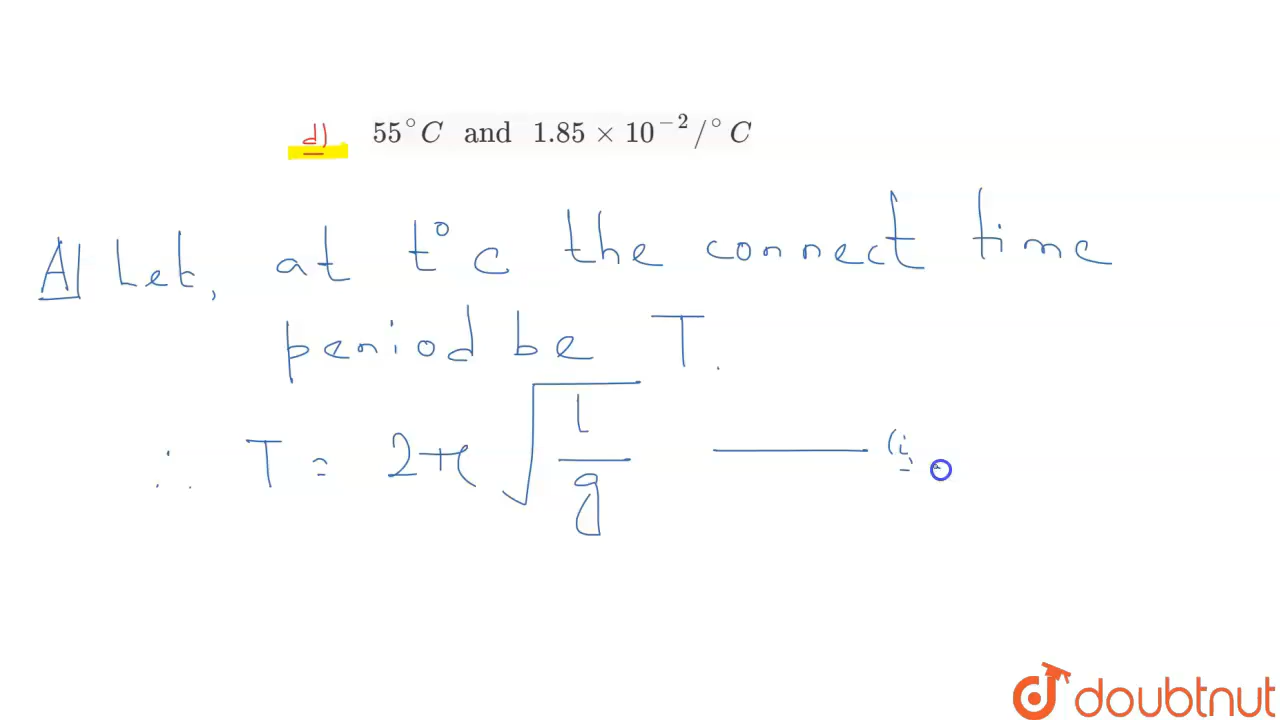 d) 55°C and 1.85 × 10⁻² /°C
A| Let, at t°c the connect time
period be T.
∴ T = 2π √(l/g) ——— (i)
doubtnut